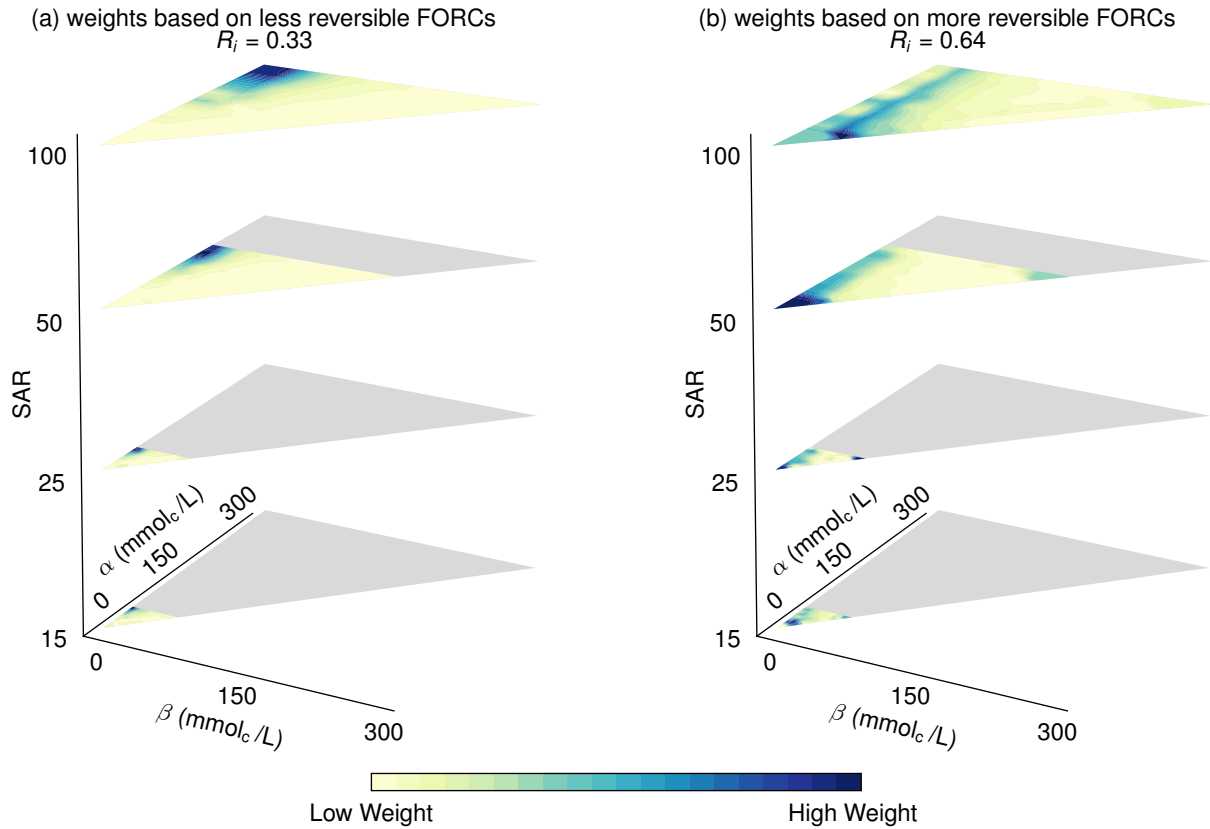 (a) weights based on less reversible FORCs
R_i = 0.33
(b) weights based on more reversible FORCs
R_i = 0.64
100
50
25
15
SAR
α (mmol_c/L)
0
150
300
0
150
300
β (mmol_c/L)
100
50
25
15
SAR
α (mmol_c/L)
0
150
300
0
150
300
β (mmol_c/L)
Low Weight
High Weight